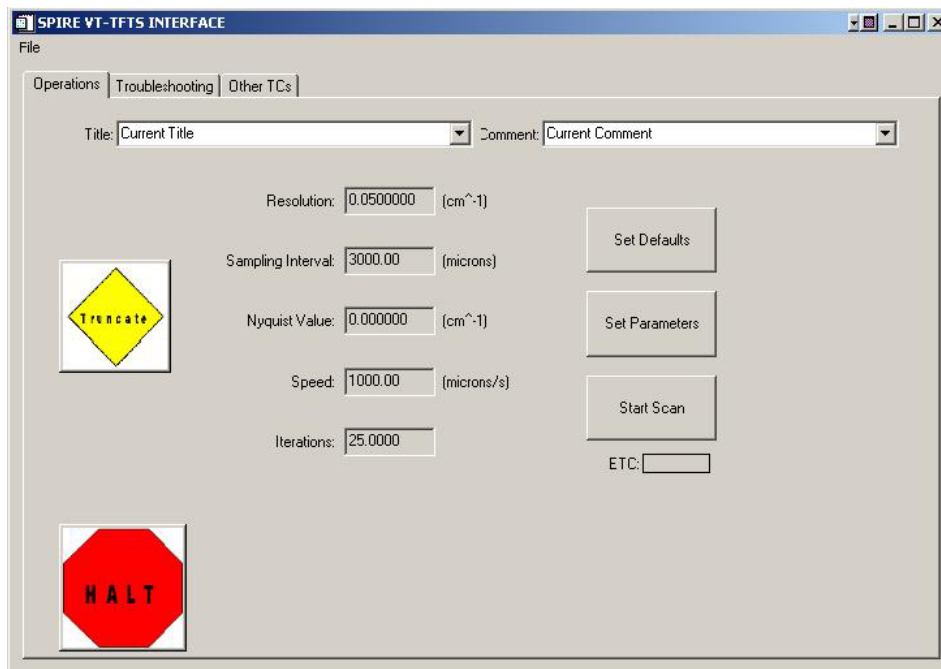 SPIRE VT-TFTS INTERFACE
File
Operations Troubleshooting Other TCs
Title: Current Title Comment: Current Comment
Resolution: 0.0500000 (cm^-1)
Set Defaults
Sampling Interval: 3000.00 (microns)
Truncate
Nyquist Value: 0.000000 (cm^-1)
Set Parameters
Speed: 1000.00 (microns/s)
Start Scan
Iterations: 25.0000
ETC:
HALT